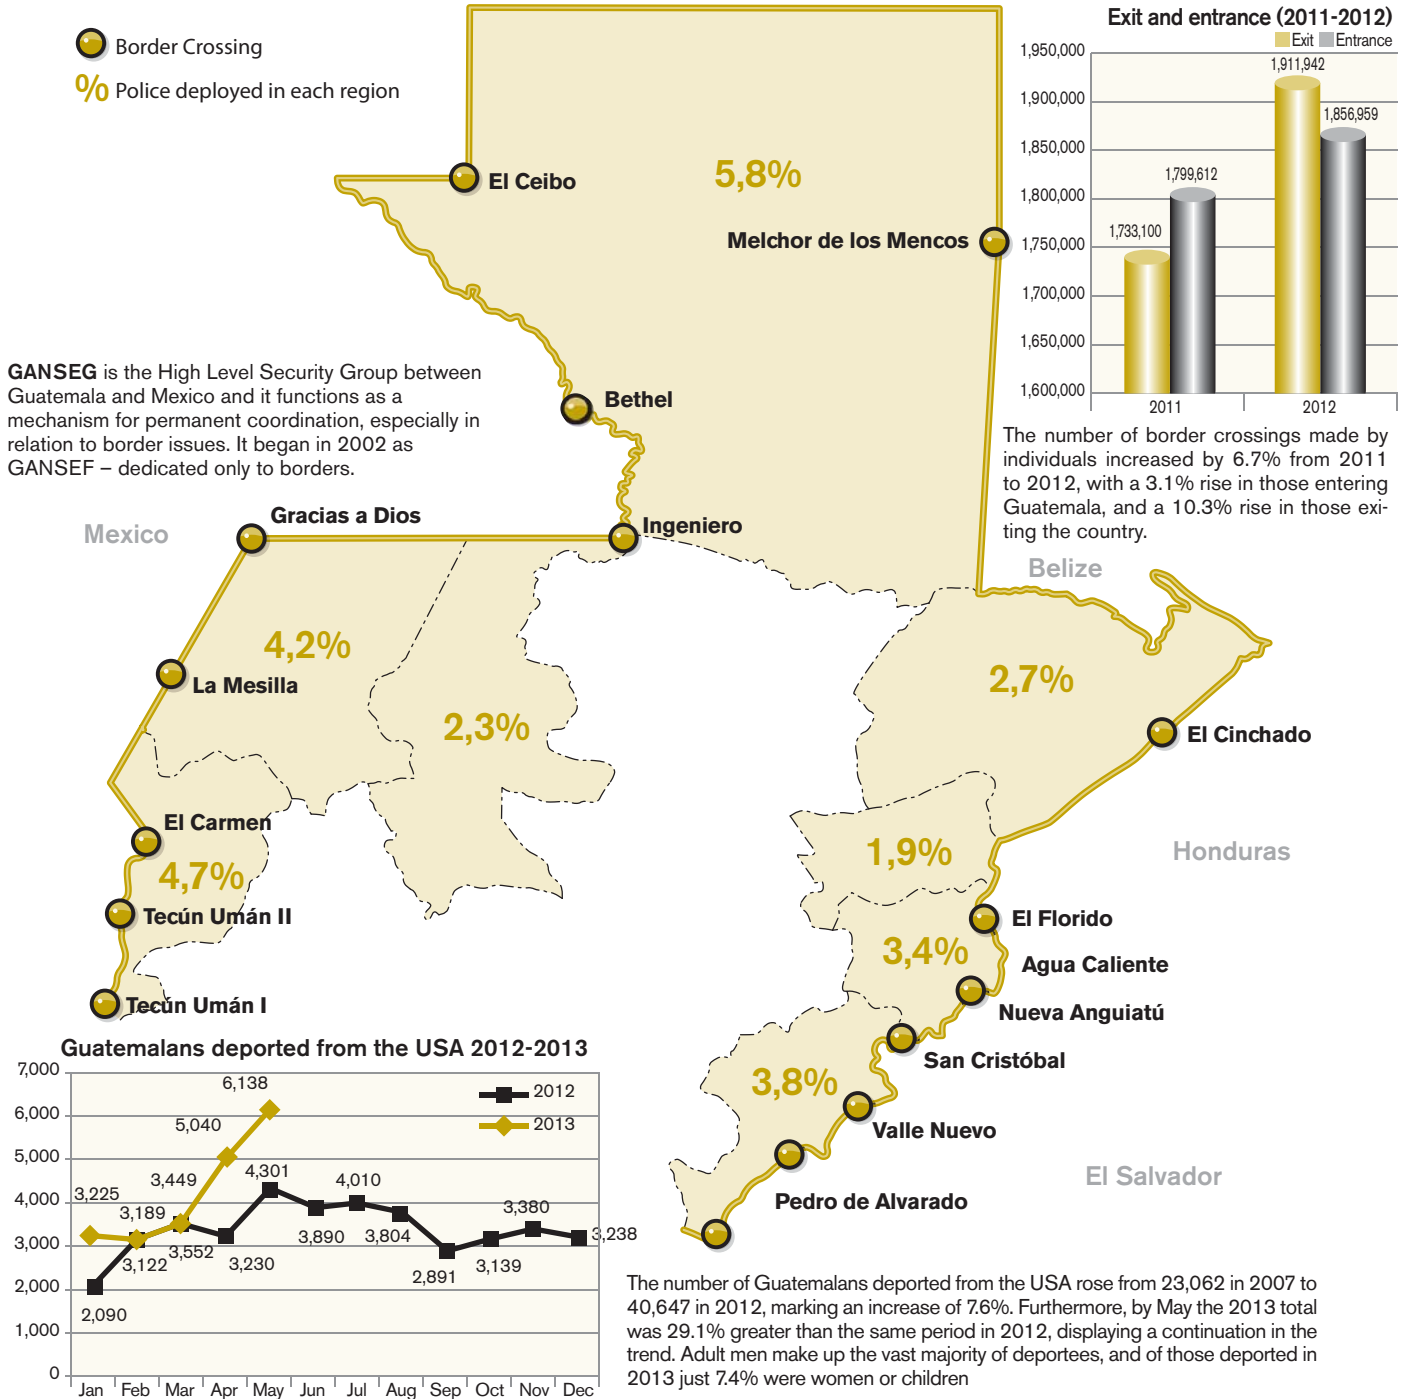 Border Crossing
% Police deployed in each region
Exit and entrance (2011-2012)
Exit Entrance
1,950,000
1,900,000
1,850,000
1,800,000
1,750,000
1,700,000
1,650,000
1,600,000
1,733,100
1,799,612
1,911,942
1,856,959
2011
2012
The number of border crossings made by
individuals increased by 6.7% from 2011
to 2012, with a 3.1% rise in those entering
Guatemala, and a 10.3% rise in those exi-
ting the country.
El Ceibo
5,8%
Melchor de los Mencos
Bethel
GANSEG is the High Level Security Group between
Guatemala and Mexico and it functions as a
mechanism for permanent coordination, especially in
relation to border issues. It began in 2002 as
GANSEF – dedicated only to borders.
Mexico
Gracias a Dios
Ingeniero
Belize
4,2%
La Mesilla
2,3%
2,7%
El Cinchado
El Carmen
4,7%
Tecún Umán II
Tecún Umán I
1,9%
Honduras
El Florido
3,4%
Agua Caliente
Nueva Anguiatú
San Cristóbal
3,8%
Valle Nuevo
El Salvador
Pedro de Alvarado
Guatemalans deported from the USA 2012-2013
7,000
6,000
5,000
4,000
3,000
2,000
1,000
0
2012
2013
3,225
3,189
3,449
5,040
6,138
2,090
3,122
3,552
3,230
4,301
3,890
4,010
3,804
2,891
3,139
3,380
3,238
Jan Feb Mar Apr May Jun Jul Aug Sep Oct Nov Dec
The number of Guatemalans deported from the USA rose from 23,062 in 2007 to
40,647 in 2012, marking an increase of 7.6%. Furthermore, by May the 2013 total
was 29.1% greater than the same period in 2012, displaying a continuation in the
trend. Adult men make up the vast majority of deportees, and of those deported in
2013 just 7.4% were women or children